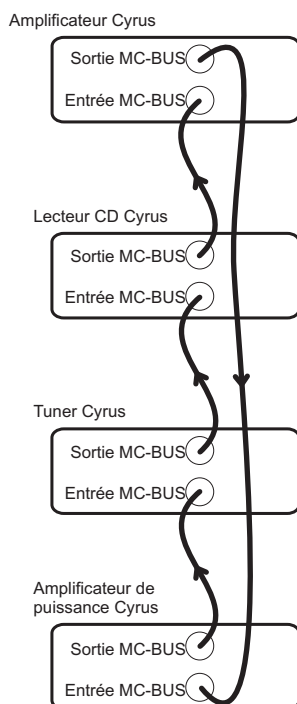 Amplificateur Cyrus
Sortie MC-BUS
Entrée MC-BUS
Lecteur CD Cyrus
Sortie MC-BUS
Entrée MC-BUS
Tuner Cyrus
Sortie MC-BUS
Entrée MC-BUS
Amplificateur de
puissance Cyrus
Sortie MC-BUS
Entrée MC-BUS